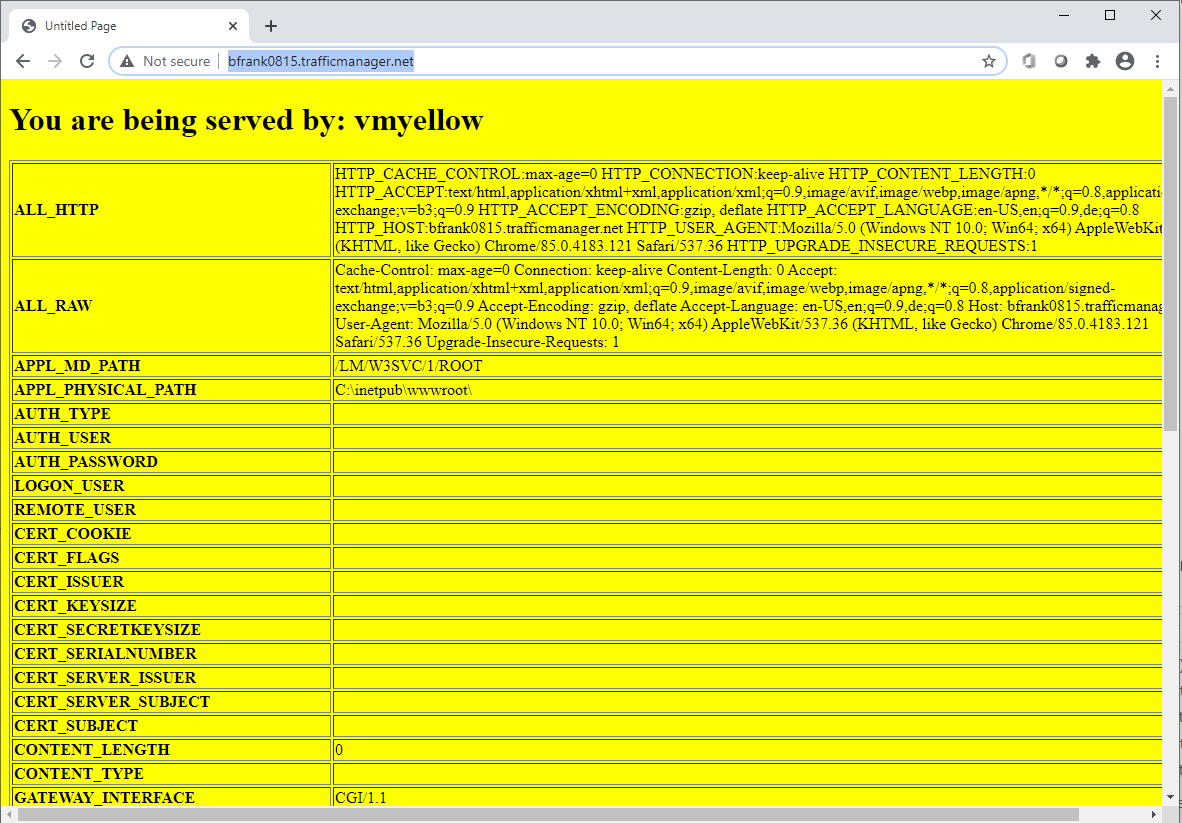 Untitled Page
Not secure
bfrank0815.trafficmanager.net
You are being served by: vmyellow
ALL_HTTP
HTTP_CACHE_CONTROL:max-age=0 HTTP_CONNECTION:keep-alive HTTP_CONTENT_LENGTH:0
HTTP_ACCEPT:text/html,application/xhtml+xml,application/xml;q=0.9,image/avif,image/webp,image/apng,*/*;q=0.8,applicatio
exchange;v=b3;q=0.9 HTTP_ACCEPT_ENCODING:gzip, deflate HTTP_ACCEPT_LANGUAGE:en-US,en;q=0.9,de;q=0.8
HTTP_HOST:bfrank0815.trafficmanager.net HTTP_USER_AGENT:Mozilla/5.0 (Windows NT 10.0; Win64; x64) AppleWebKit
(KHTML, like Gecko) Chrome/85.0.4183.121 Safari/537.36 HTTP_UPGRADE_INSECURE_REQUESTS:1
ALL_RAW
Cache-Control: max-age=0 Connection: keep-alive Content-Length: 0 Accept:
text/html,application/xhtml+xml,application/xml;q=0.9,image/avif,image/webp,image/apng,*/*;q=0.8,application/signed-
exchange;v=b3;q=0.9 Accept-Encoding: gzip, deflate Accept-Language: en-US,en;q=0.9,de;q=0.8 Host: bfrank0815.trafficmanag
User-Agent: Mozilla/5.0 (Windows NT 10.0; Win64; x64) AppleWebKit/537.36 (KHTML, like Gecko) Chrome/85.0.4183.121
Safari/537.36 Upgrade-Insecure-Requests: 1
APPL_MD_PATH /LM/W3SVC/1/ROOT
APPL_PHYSICAL_PATH C:\inetpub\wwwroot\
AUTH_TYPE
AUTH_USER
AUTH_PASSWORD
LOGON_USER
REMOTE_USER
CERT_COOKIE
CERT_FLAGS
CERT_ISSUER
CERT_KEYSIZE
CERT_SECRETKEYSIZE
CERT_SERIALNUMBER
CERT_SERVER_ISSUER
CERT_SERVER_SUBJECT
CERT_SUBJECT
CONTENT_LENGTH 0
CONTENT_TYPE
GATEWAY_INTERFACE CGI/1.1